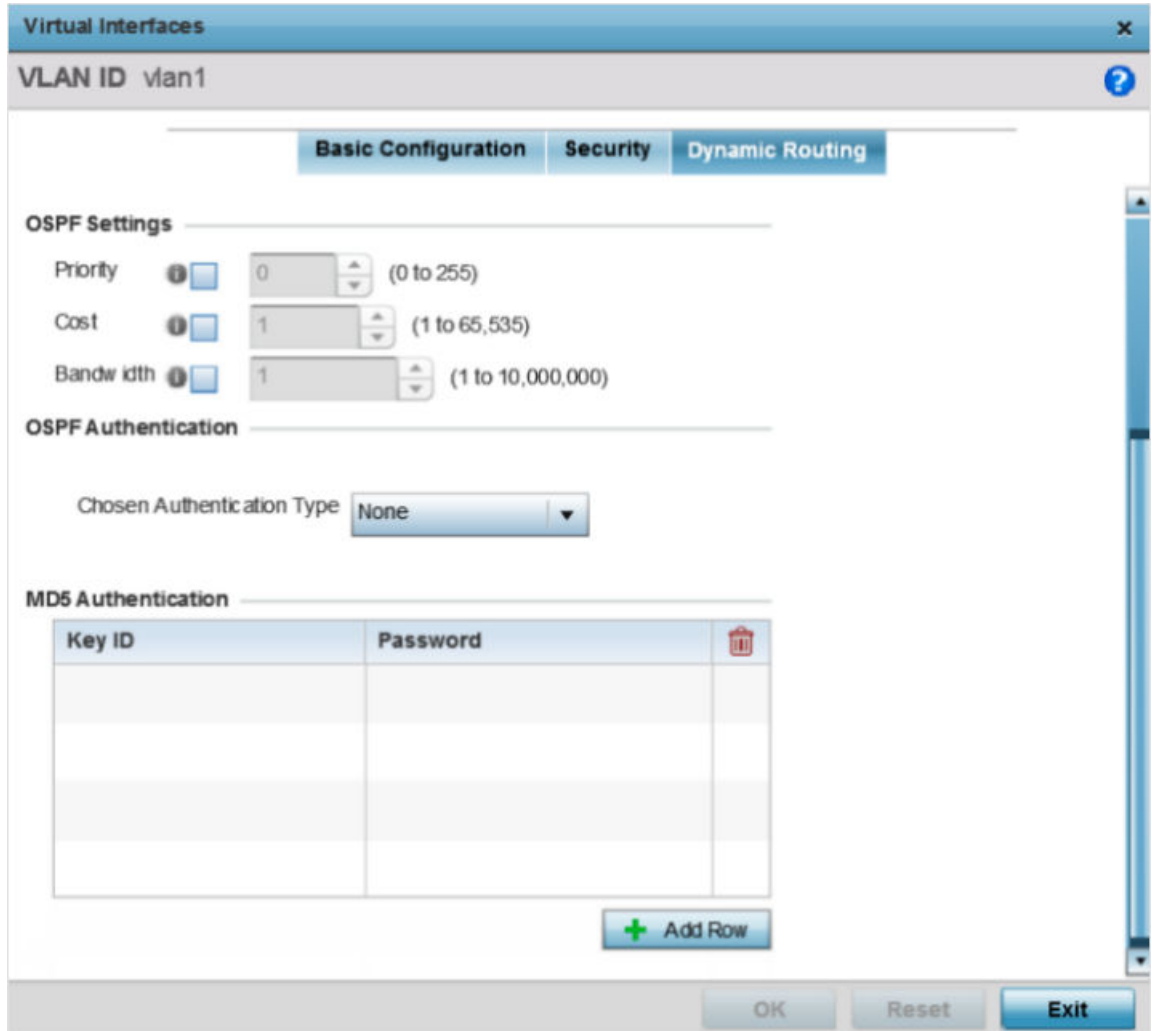 Virtual Interfaces
VLAN ID vlan1
Basic Configuration Security Dynamic Routing
OSPF Settings
Priority 0 (0 to 255)
Cost 1 (1 to 65,535)
Bandwidth 1 (1 to 10,000,000)
OSPF Authentication
Chosen Authentication Type None
MD5 Authentication
Key ID Password
Add Row
OK Reset Exit